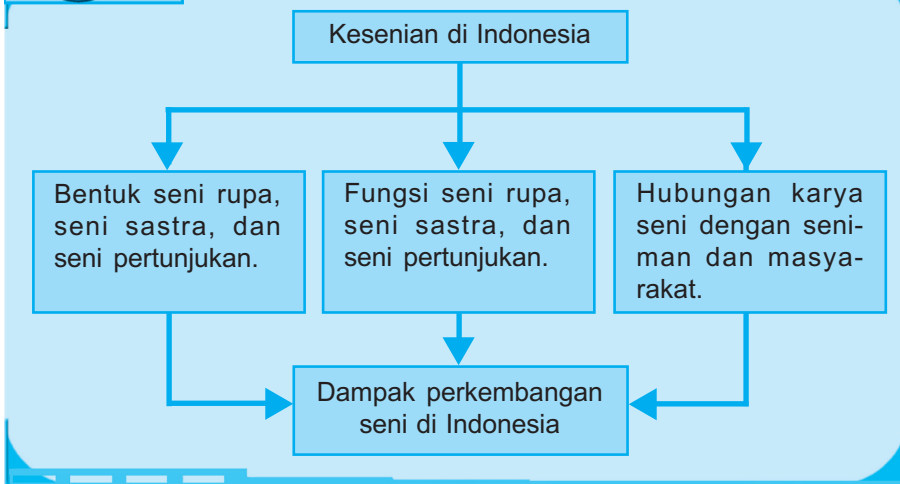 Kesenian di Indonesia
Bentuk seni rupa,
seni sastra, dan
seni pertunjukan.
Fungsi seni rupa,
seni sastra, dan
seni pertunjukan.
Hubungan karya
seni dengan seni-
man dan masya-
rakat.
Dampak perkembangan
seni di Indonesia